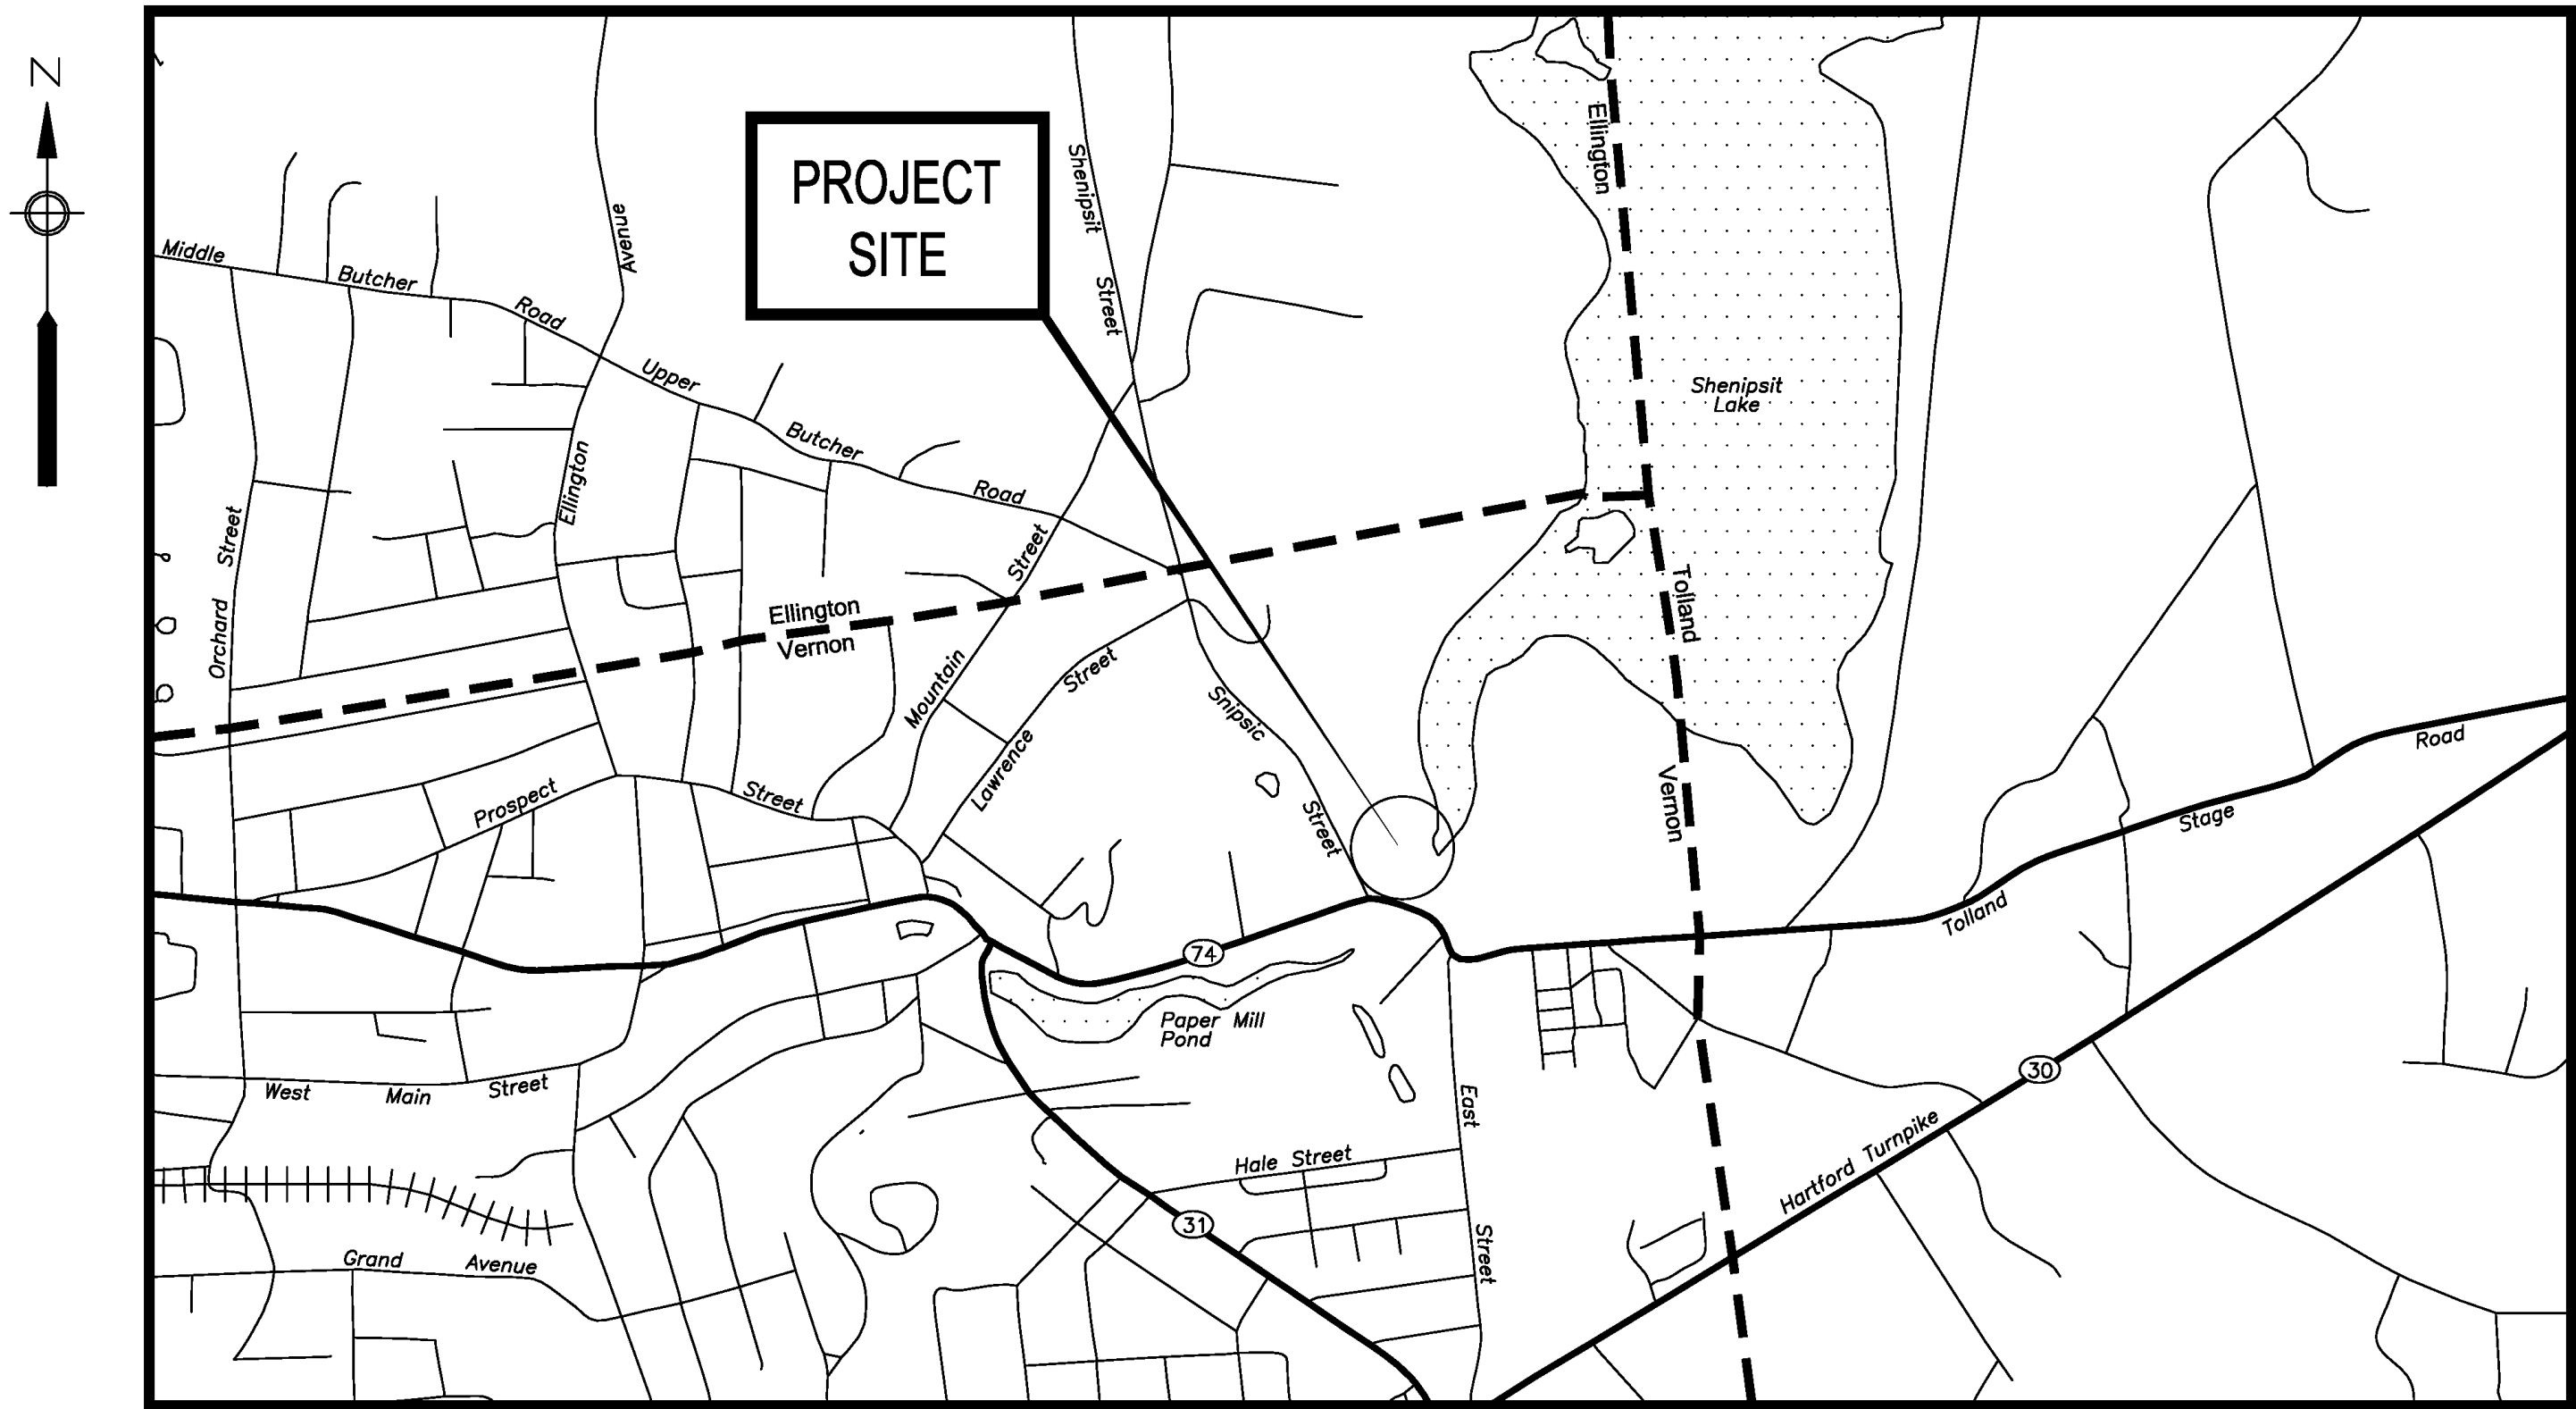 N
PROJECT
SITE
Shenipsit
Street
Ellington
Avenue
Middle
Butcher
Road
Upper
Butcher
Road
Shenipsit
Lake
Ellington
Street
Orchard
Street
Ellington
Vernon
Tolland
Vernon
Mountain
Street
Lawrence
Snipsic
Street
Prospect
Street
Road
Stage
Tolland
74
Paper Mill
Pond
30
West Main Street
East
Street
Hale Street
Hartford Turnpike
31
Grand Avenue